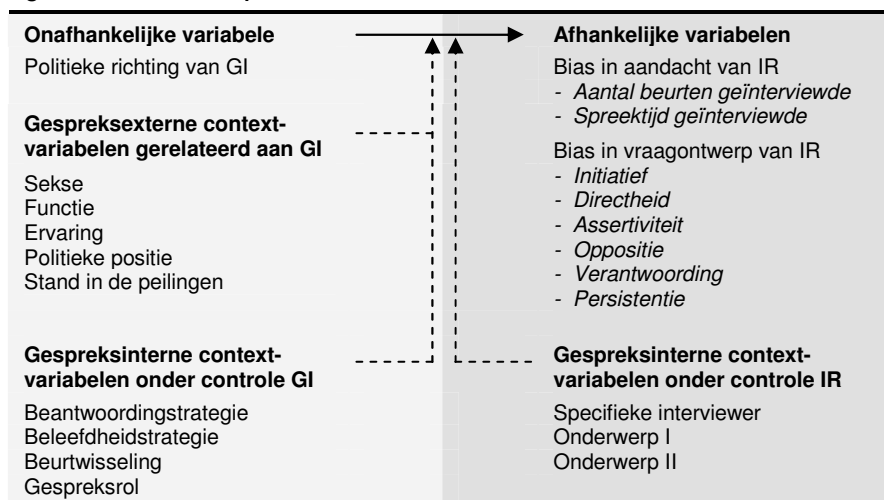 Onafhankelijke variabele
Politieke richting van GI
Gespreksexterne context-
variabelen gerelateerd aan GI
Sekse
Functie
Ervaring
Politieke positie
Stand in de peilingen
Gespreksinterne context-
variabelen onder controle GI
Beantwoordingstrategie
Beleefdheidstrategie
Beurtwisseling
Gespreksrol
Afhankelijke variabelen
Bias in aandacht van IR
- Aantal beurten geïnterviewde
- Spreektijd geïnterviewde
Bias in vraagontwerp van IR
- Initiatief
- Directheid
- Assertiviteit
- Oppositie
- Verantwoording
- Persistentie
Gespreksinterne context-
variabelen onder controle IR
Specifieke interviewer
Onderwerp I
Onderwerp II